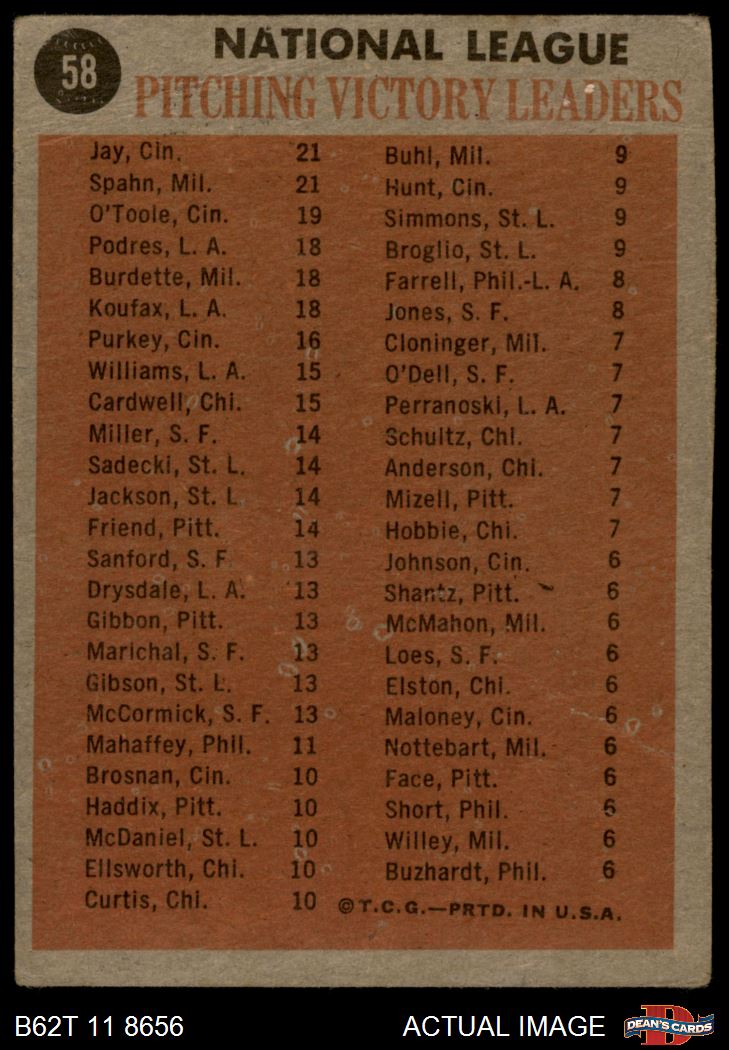 58
NATIONAL LEAGUE
PITCHING VICTORY LEADERS
Jay, Cin. 21
Spahn, Mil. 21
O'Toole, Cin. 19
Podres, L. A. 18
Burdette, Mil. 18
Koufax, L. A. 18
Purkey, Cin. 16
Williams, L. A. 15
Cardwell, Chi. 15
Miller, S. F. 14
Sadecki, St. L. 14
Jackson, St. L. 14
Friend, Pitt. 14
Sanford, S. F. 13
Drysdale, L. A. 13
Gibbon, Pitt. 13
Marichal, S. F. 13
Gibson, St. L. 13
McCormick, S. F. 13
Mahaffey, Phil. 11
Brosnan, Cin. 10
Haddix, Pitt. 10
McDaniel, St. L. 10
Ellsworth, Chi. 10
Curtis, Chi. 10
Buhl, Mil. 9
Hunt, Cin. 9
Simmons, St. L. 9
Broglio, St. L. 9
Farrell, Phil.-L. A. 8
Jones, S. F. 8
Cloninger, Mil. 7
O'Dell, S. F. 7
Perranoski, L. A. 7
Schultz, Chi. 7
Anderson, Chi. 7
Mizell, Pitt. 7
Hobbie, Chi. 7
Johnson, Cin. 6
Shantz, Pitt. 6
McMahon, Mil. 6
Loes, S. F. 6
Elston, Chi. 6
Maloney, Cin. 6
Nottebart, Mil. 6
Face, Pitt. 6
Short, Phil. 6
Willey, Mil. 6
Buzhardt, Phil. 6
©T.C.G.—PRTD. IN U.S.A.
B62T 11 8656
ACTUAL IMAGE
DEAN'S CARDS